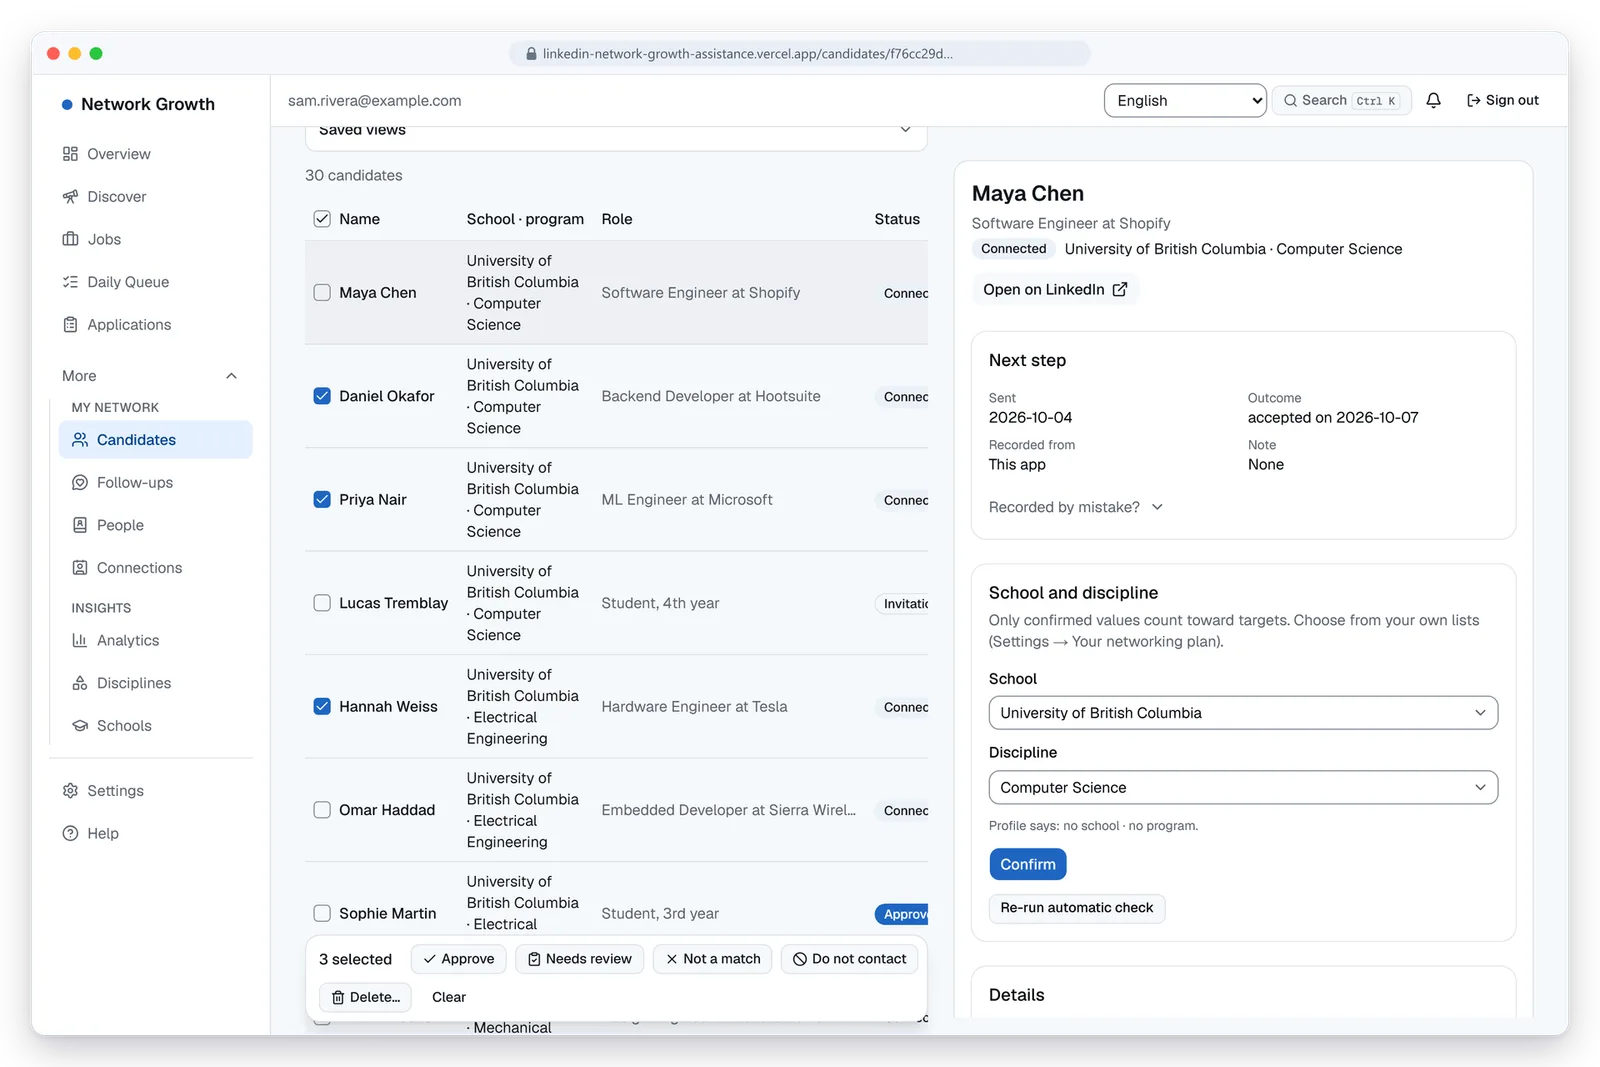 linkedin-network-growth-assistance.vercel.app/candidates/f76cc29d...
Network Growth
sam.rivera@example.com
English
Search Ctrl K
Sign out
Overview
Discover
Jobs
Daily Queue
Applications
More
MY NETWORK
Candidates
Follow-ups
People
Connections
INSIGHTS
Analytics
Disciplines
Schools
Settings
Help
Saved views
30 candidates
Name School · program Role Status
Maya Chen
University of
British Columbia
· Computer
Science
Software Engineer at Shopify
Connec
Daniel Okafor
University of
British Columbia
· Computer
Science
Backend Developer at Hootsuite
Connec
Priya Nair
University of
British Columbia
· Computer
Science
ML Engineer at Microsoft
Connec
Lucas Tremblay
University of
British Columbia
· Computer
Science
Student, 4th year
Invitatic
Hannah Weiss
University of
British Columbia
· Electrical
Engineering
Hardware Engineer at Tesla
Connec
Omar Haddad
University of
British Columbia
· Electrical
Engineering
Embedded Developer at Sierra Wirel...
Connec
Sophie Martin
University of
British Columbia
· Electrical
Student, 3rd year
Approve
3 selected
Approve
Needs review
Not a match
Do not contact
Delete...
Clear
· Mechanical
Maya Chen
Software Engineer at Shopify
Connected University of British Columbia · Computer Science
Open on LinkedIn
Next step
Sent
2026-10-04
Outcome
accepted on 2026-10-07
Recorded from
This app
Note
None
Recorded by mistake?
School and discipline
Only confirmed values count toward targets. Choose from your own lists
(Settings → Your networking plan).
School
University of British Columbia
Discipline
Computer Science
Profile says: no school · no program.
Confirm
Re-run automatic check
Details